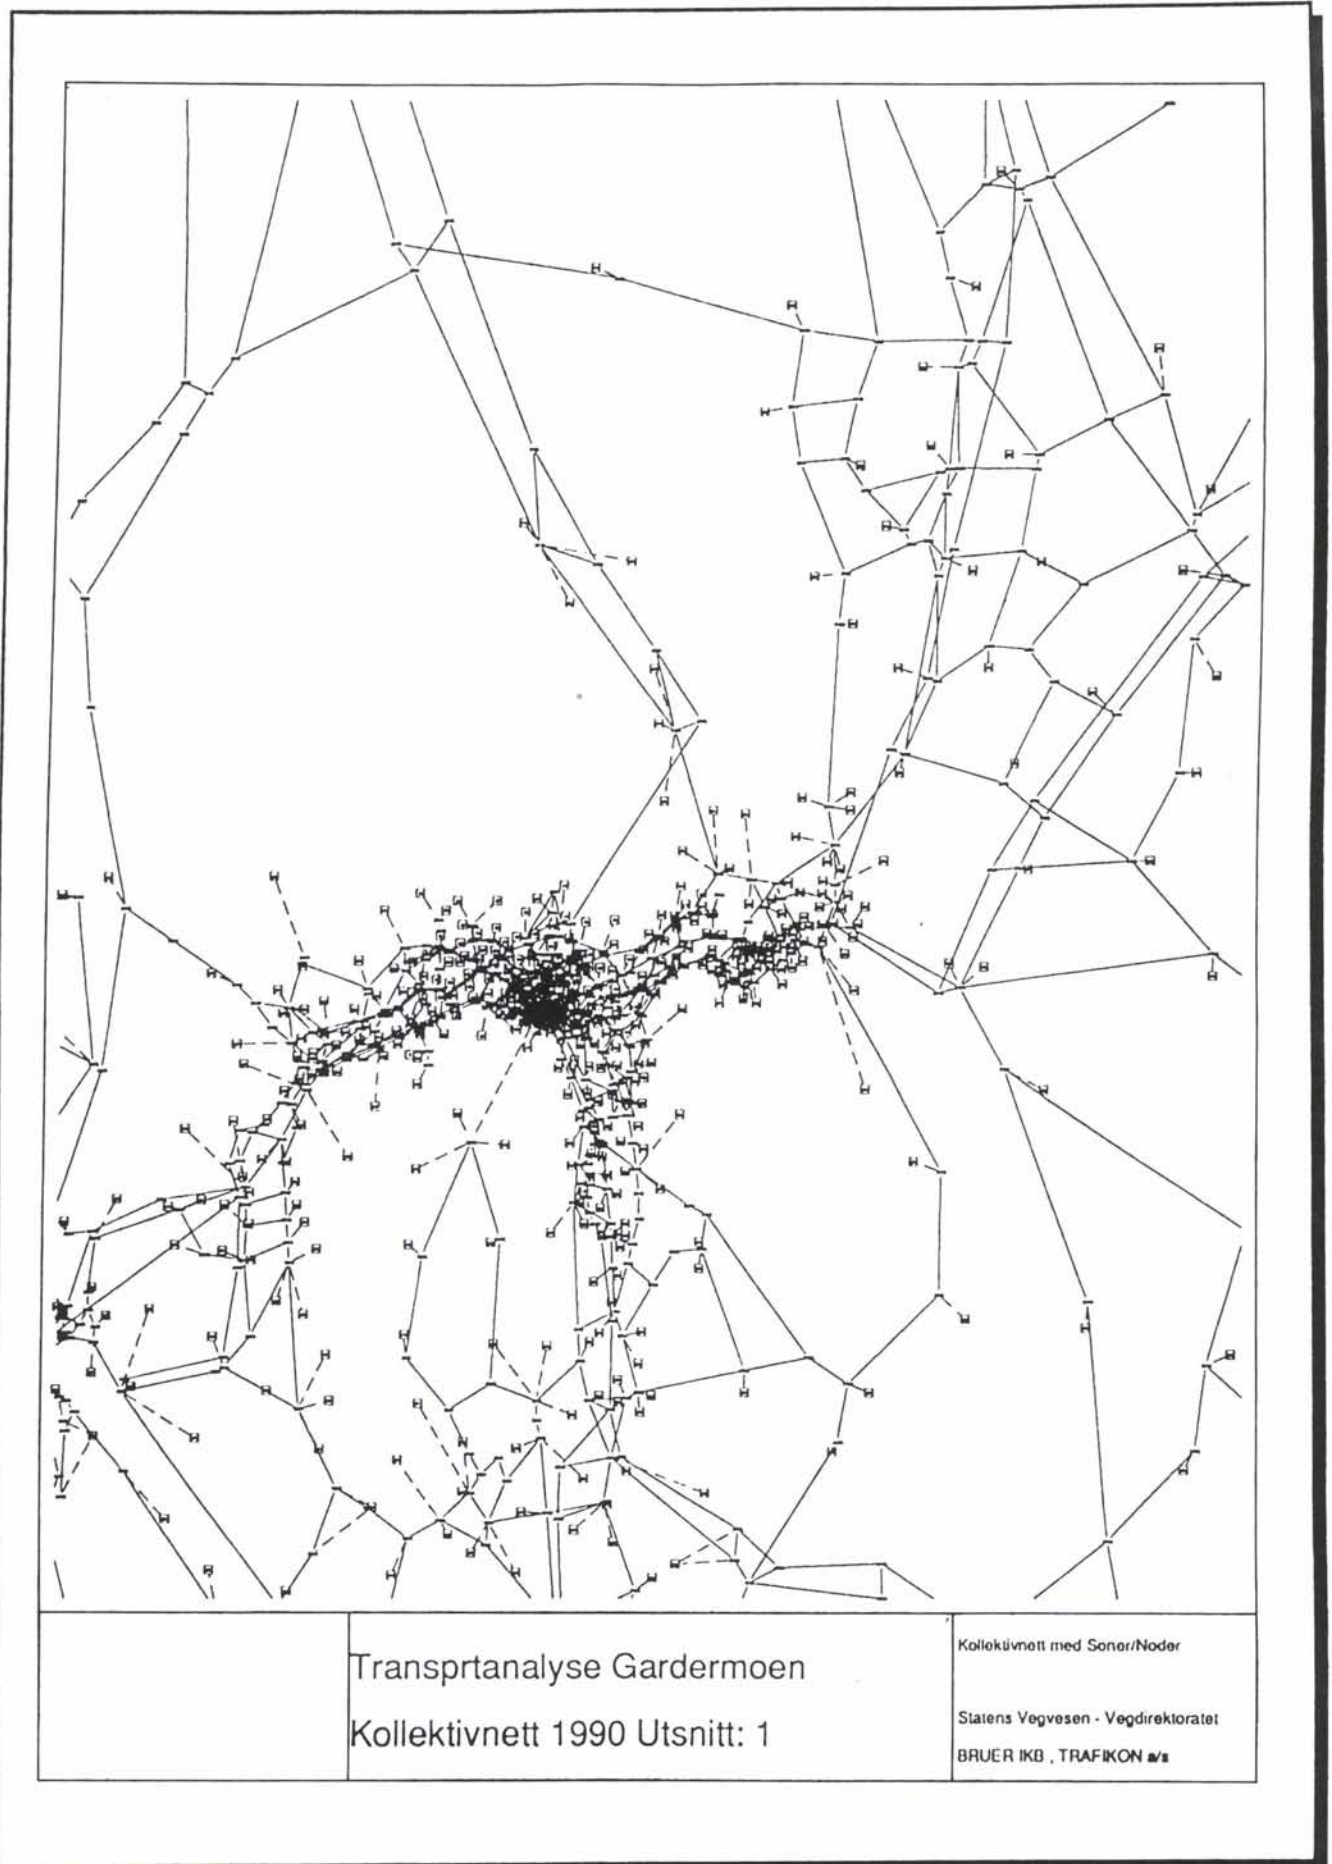 Transprtanalyse Gardermoen
Kollektivnett 1990 Utsnitt: 1
Kollektivnett med Soner/Noder
Statens Vegvesen - Vegdirektoratet
BRUER IKB , TRAFIKON a/s